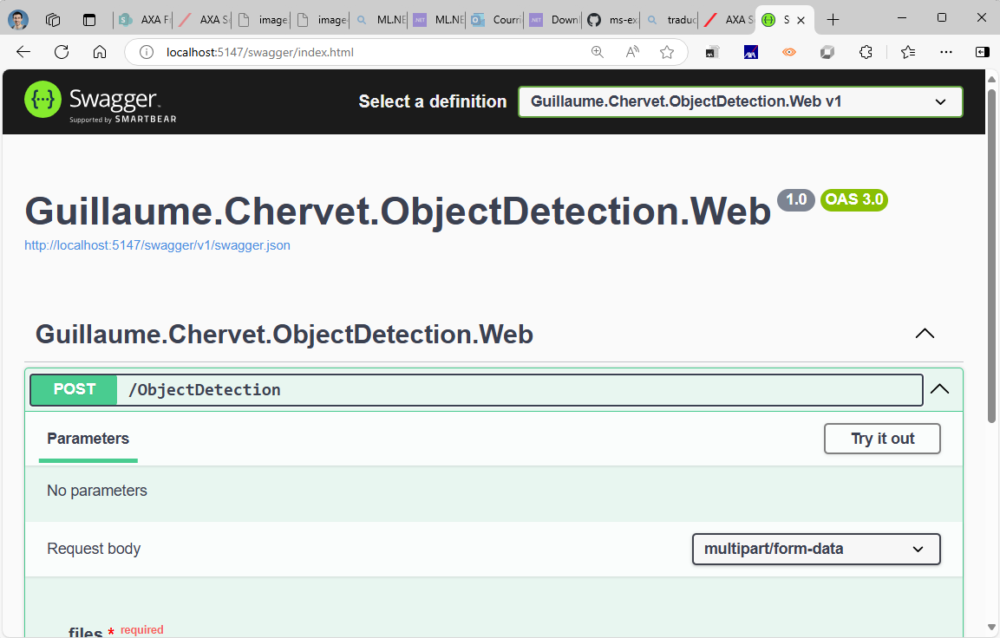 AXA F
AXA S
image
image
ML.NE
ML.NE
Courri
Down
ms-ex
traduc
AXA S
S
localhost:5147/swagger/index.html
Swagger
Supported by SMARTBEAR
Select a definition
Guillaume.Chervet.ObjectDetection.Web v1
Guillaume.Chervet.ObjectDetection.Web 1.0 OAS 3.0
http://localhost:5147/swagger/v1/swagger.json
Guillaume.Chervet.ObjectDetection.Web
POST /ObjectDetection
Parameters
Try it out
No parameters
Request body
multipart/form-data
files * required